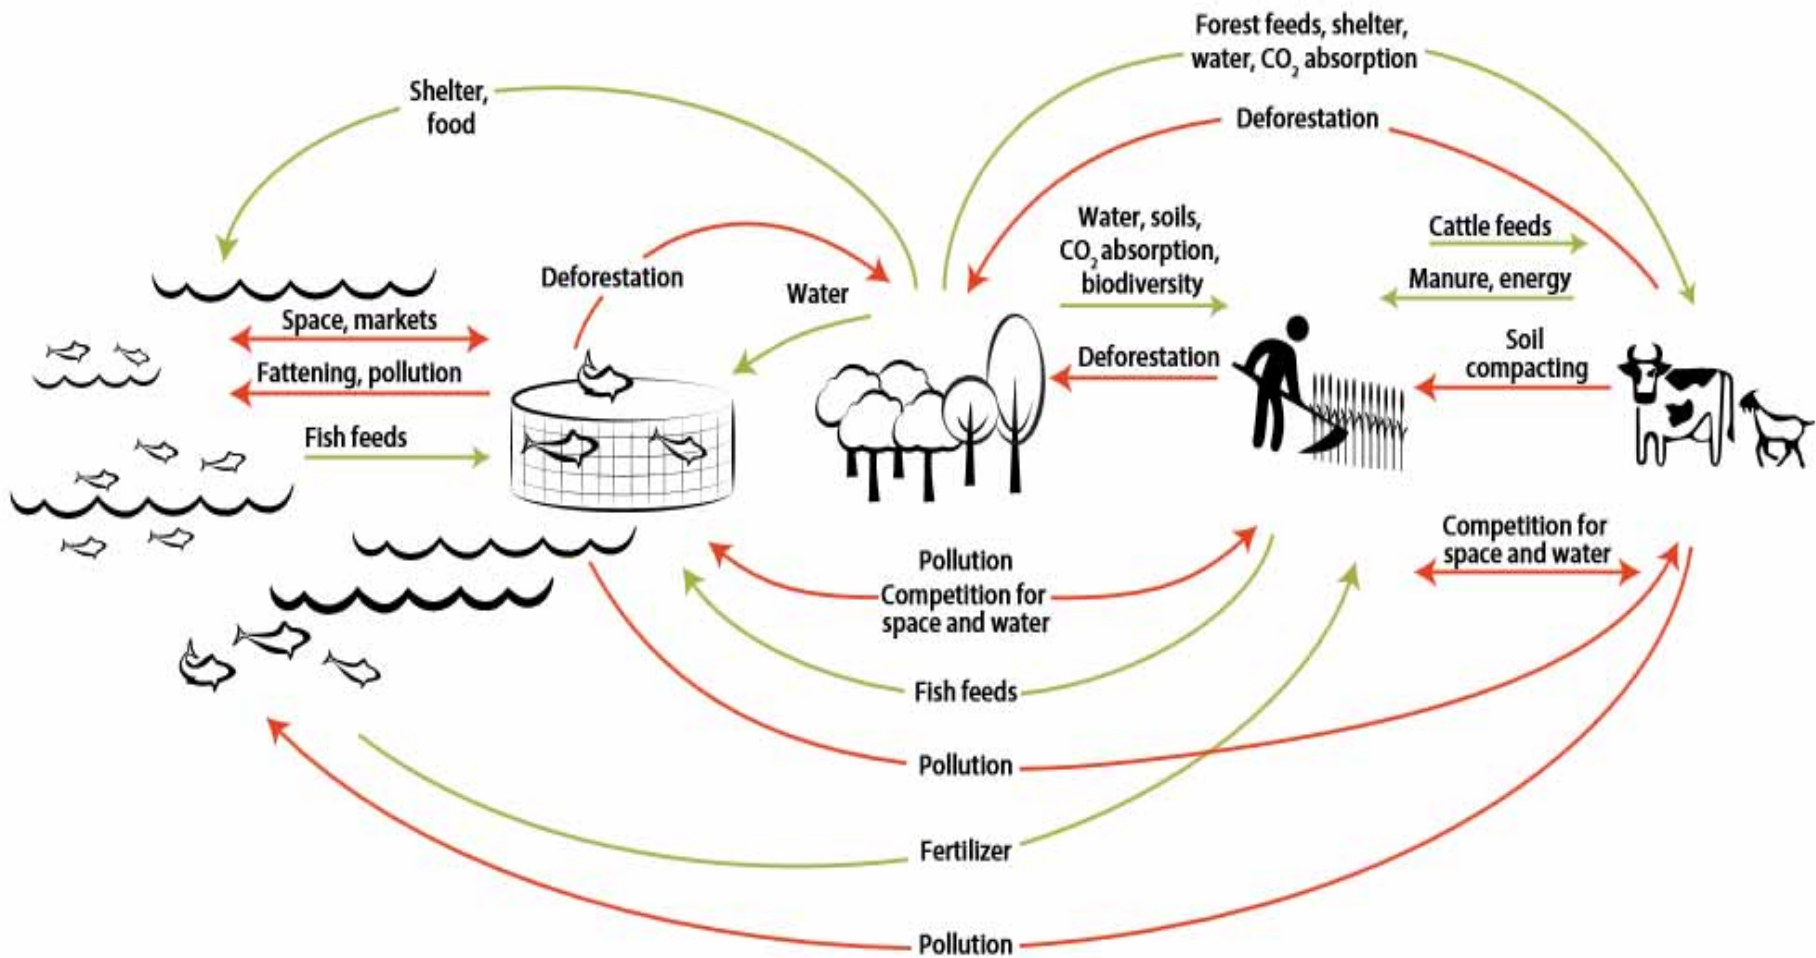 Forest feeds, shelter,
water, CO₂ absorption
Shelter,
food
Deforestation
Water, soils,
CO₂ absorption,
biodiversity
Cattle feeds
Deforestation
Water
Manure, energy
Space, markets
Soil
compacting
Deforestation
Fattening, pollution
Fish feeds
Competition for
space and water
Pollution
Competition for
space and water
Fish feeds
Pollution
Fertilizer
Pollution